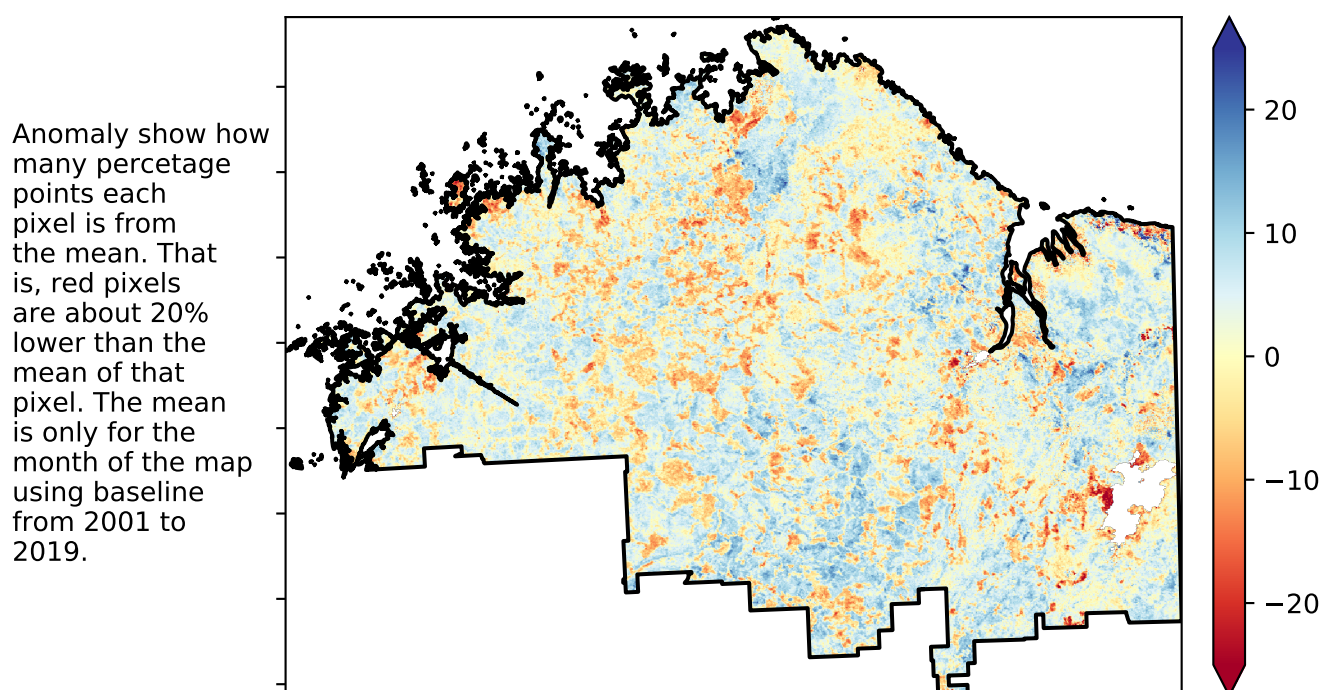 Anomaly show how
many percetage
points each
pixel is from
the mean. That
is, red pixels
are about 20%
lower than the
mean of that
pixel. The mean
is only for the
month of the map
using baseline
from 2001 to
2019.
20
10
0
−10
−20